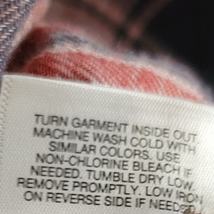 TURN GARMENT INSIDE OUT.
MACHINE WASH COLD WITH
SIMILAR COLORS. USE
NON-CHLORINE BLEACH IF
NEEDED. TUMBLE DRY LOW.
REMOVE PROMPTLY. LOW IRON
ON REVERSE SIDE IF NEEDED